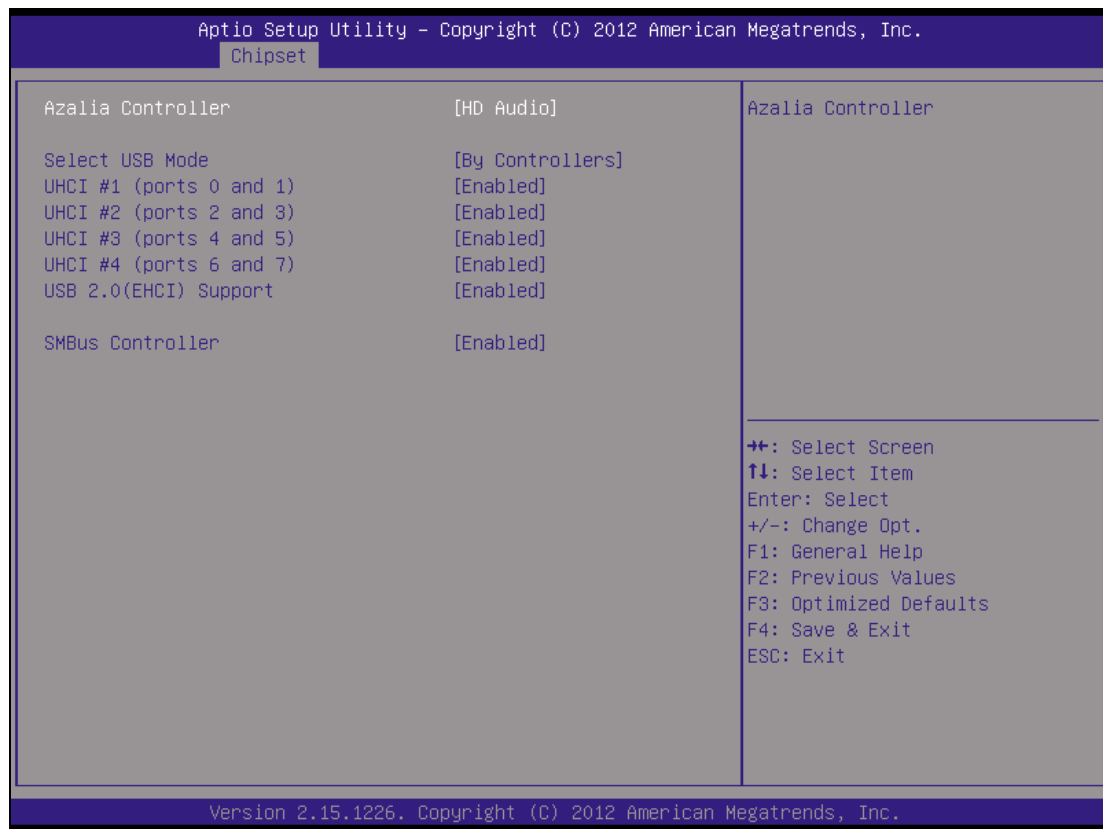 Aptio Setup Utility – Copyright (C) 2012 American Megatrends, Inc.
Chipset
Azalia Controller [HD Audio]
Select USB Mode [By Controllers]
UHCI #1 (ports 0 and 1) [Enabled]
UHCI #2 (ports 2 and 3) [Enabled]
UHCI #3 (ports 4 and 5) [Enabled]
UHCI #4 (ports 6 and 7) [Enabled]
USB 2.0(EHCI) Support [Enabled]
SMBus Controller [Enabled]
Azalia Controller
→←: Select Screen
↑↓: Select Item
Enter: Select
+/-: Change Opt.
F1: General Help
F2: Previous Values
F3: Optimized Defaults
F4: Save & Exit
ESC: Exit
Version 2.15.1226. Copyright (C) 2012 American Megatrends, Inc.